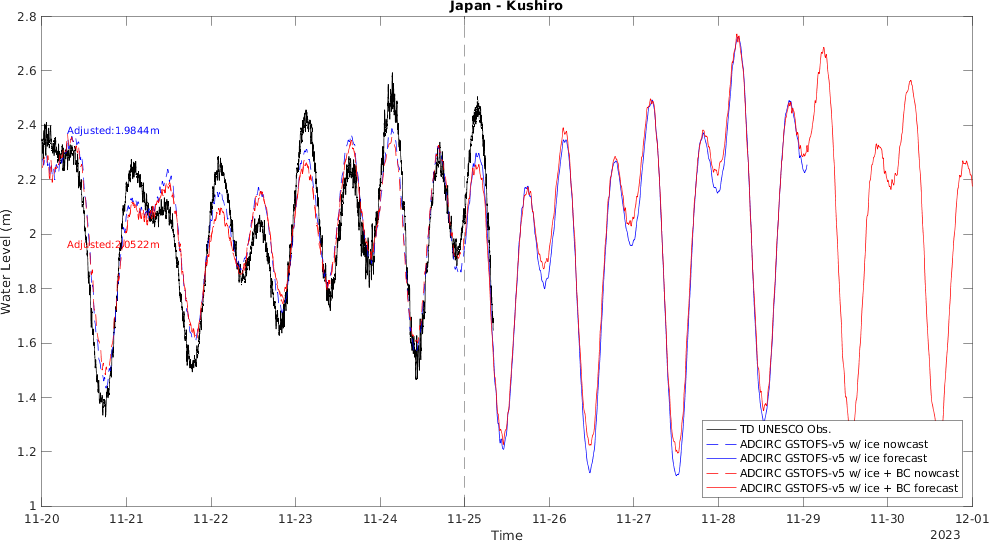 Japan - Kushiro
2.8
2.6
2.4
2.2
2
1.8
1.6
1.4
1.2
1
Water Level (m)
Adjusted:1.9844m
Adjusted:2.0522m
TD UNESCO Obs.
ADCIRC GSTOFS-v5 w/ ice nowcast
ADCIRC GSTOFS-v5 w/ ice forecast
ADCIRC GSTOFS-v5 w/ ice + BC nowcast
ADCIRC GSTOFS-v5 w/ ice + BC forecast
11-20 11-21 11-22 11-23 11-24 11-25 11-26 11-27 11-28 11-29 11-30 12-01
Time
2023